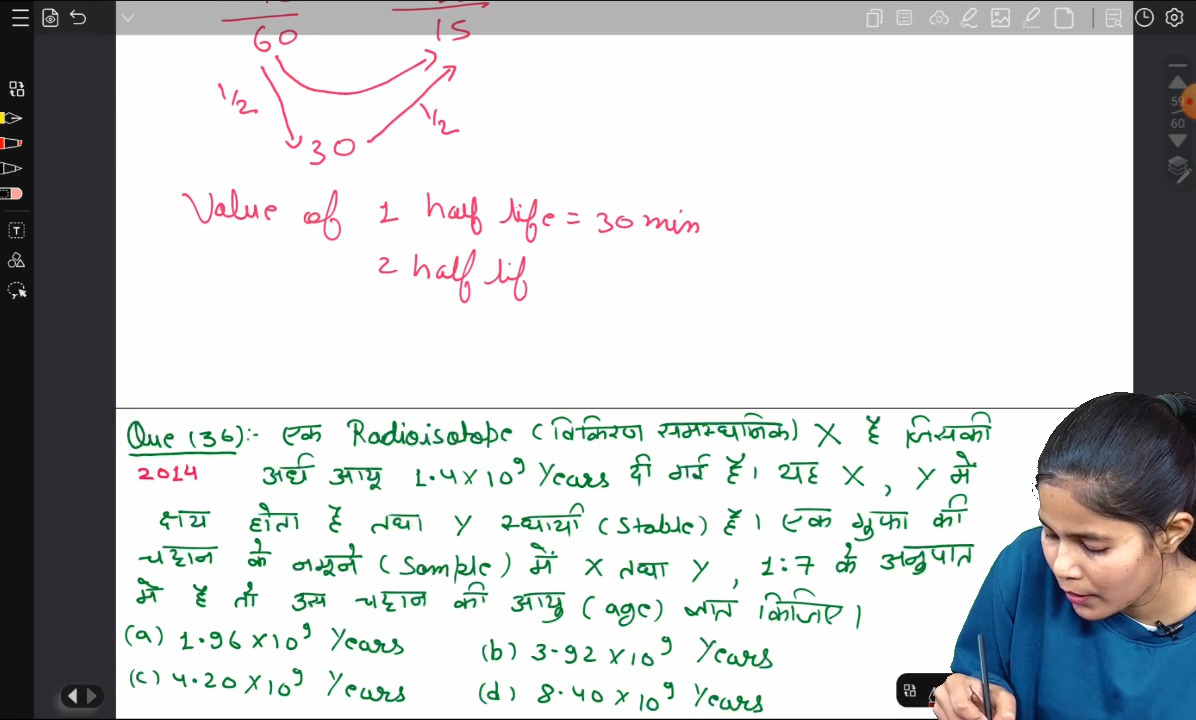 60 15
1/2 1/2
30
Value of 1 half life = 30 min
2 half lif
Que (36):- एक Radioisotope (विकिरण समस्थानिक) X है जिसकी
2014 अर्ध आयू 1.4×10⁹ Years दी गई है। यह X, Y में
क्षय होता है तथा Y स्थायी (Stable) है। एक गुफा की
चट्टान के नमूने (Sample) में X तथा Y, 1:7 के अनुपात
में है तो उस चट्टान की आयु (age) ज्ञात किजिए।
(a) 1.96×10⁹ Years (b) 3.92×10⁹ Years
(c) 4.20×10⁹ Years (d) 8.40×10⁹ Years
59
60